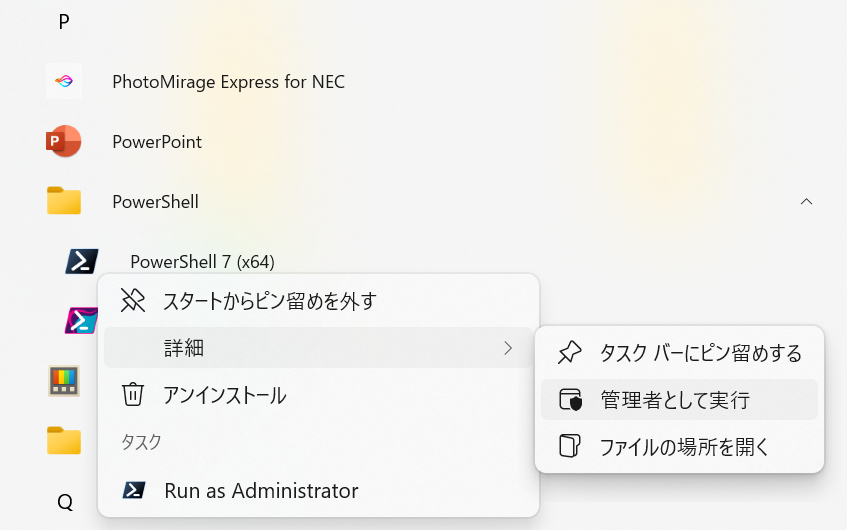 P
PhotoMirage Express for NEC
PowerPoint
PowerShell
PowerShell 7 (x64)
スタートからピン留めを外す
詳細
アンインストール
タスク
Run as Administrator
タスク バーにピン留めする
管理者として実行
ファイルの場所を開く
Q